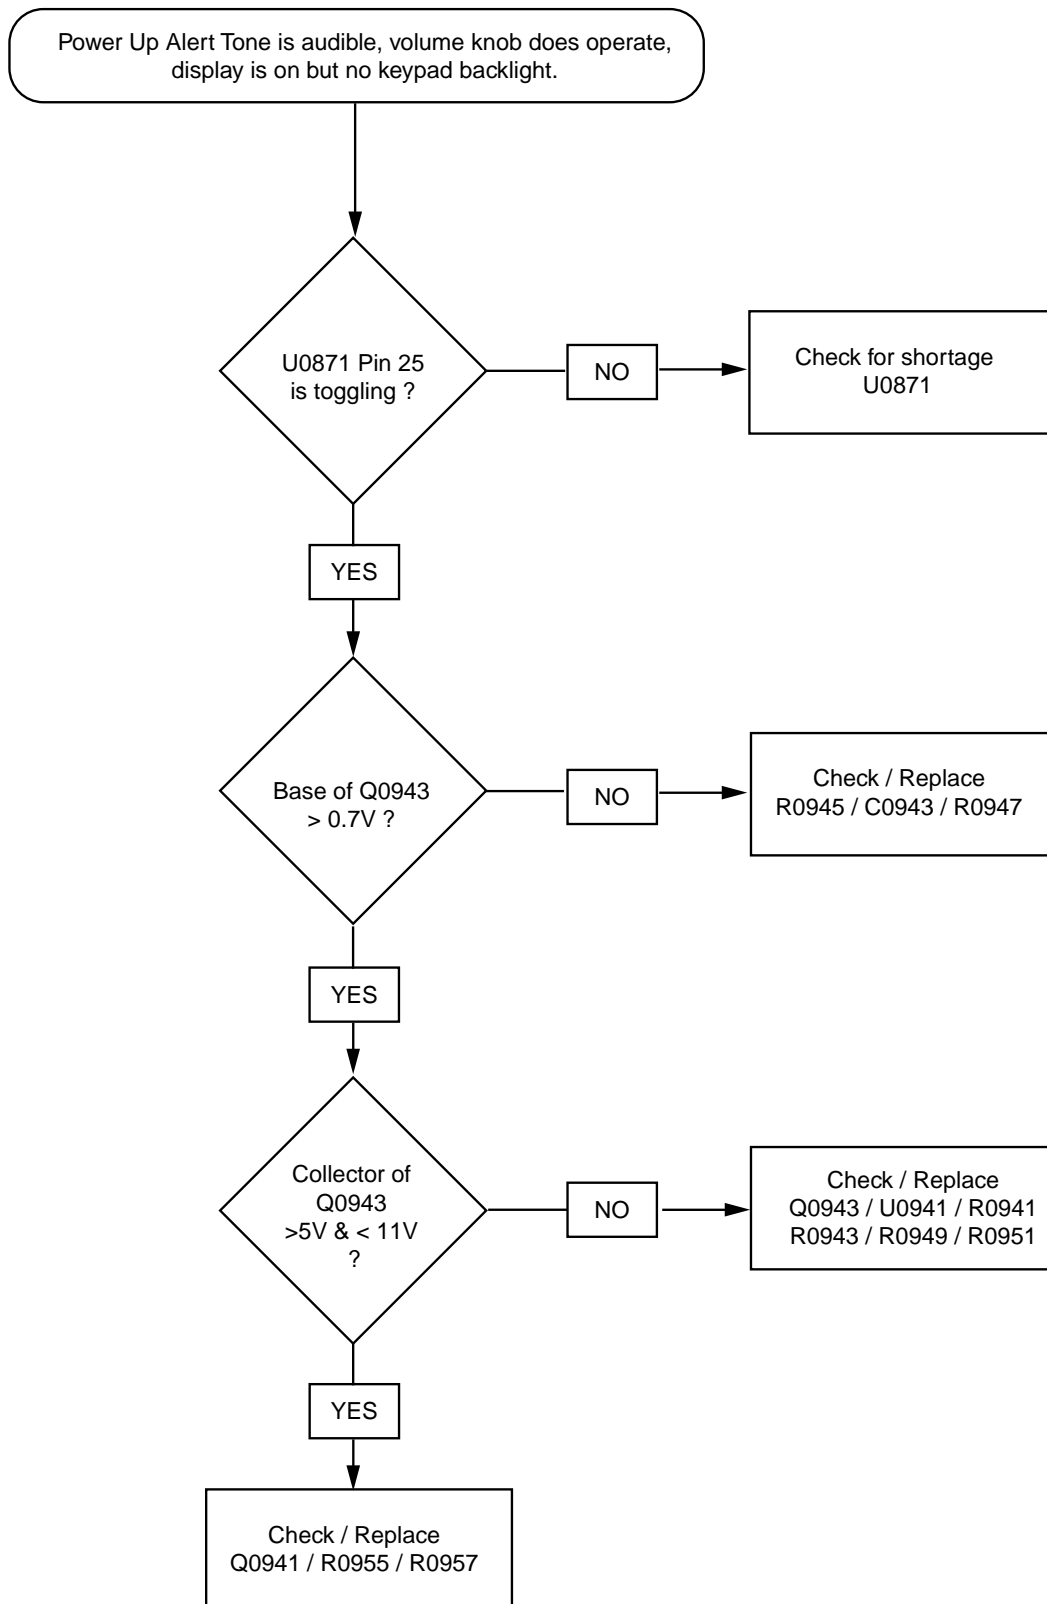 Power Up Alert Tone is audible, volume knob does operate,
display is on but no keypad backlight.
U0871 Pin 25
is toggling ?
NO
Check for shortage
U0871
YES
Base of Q0943
> 0.7V ?
NO
Check / Replace
R0945 / C0943 / R0947
YES
Collector of
Q0943
>5V & < 11V
?
NO
Check / Replace
Q0943 / U0941 / R0941
R0943 / R0949 / R0951
YES
Check / Replace
Q0941 / R0955 / R0957